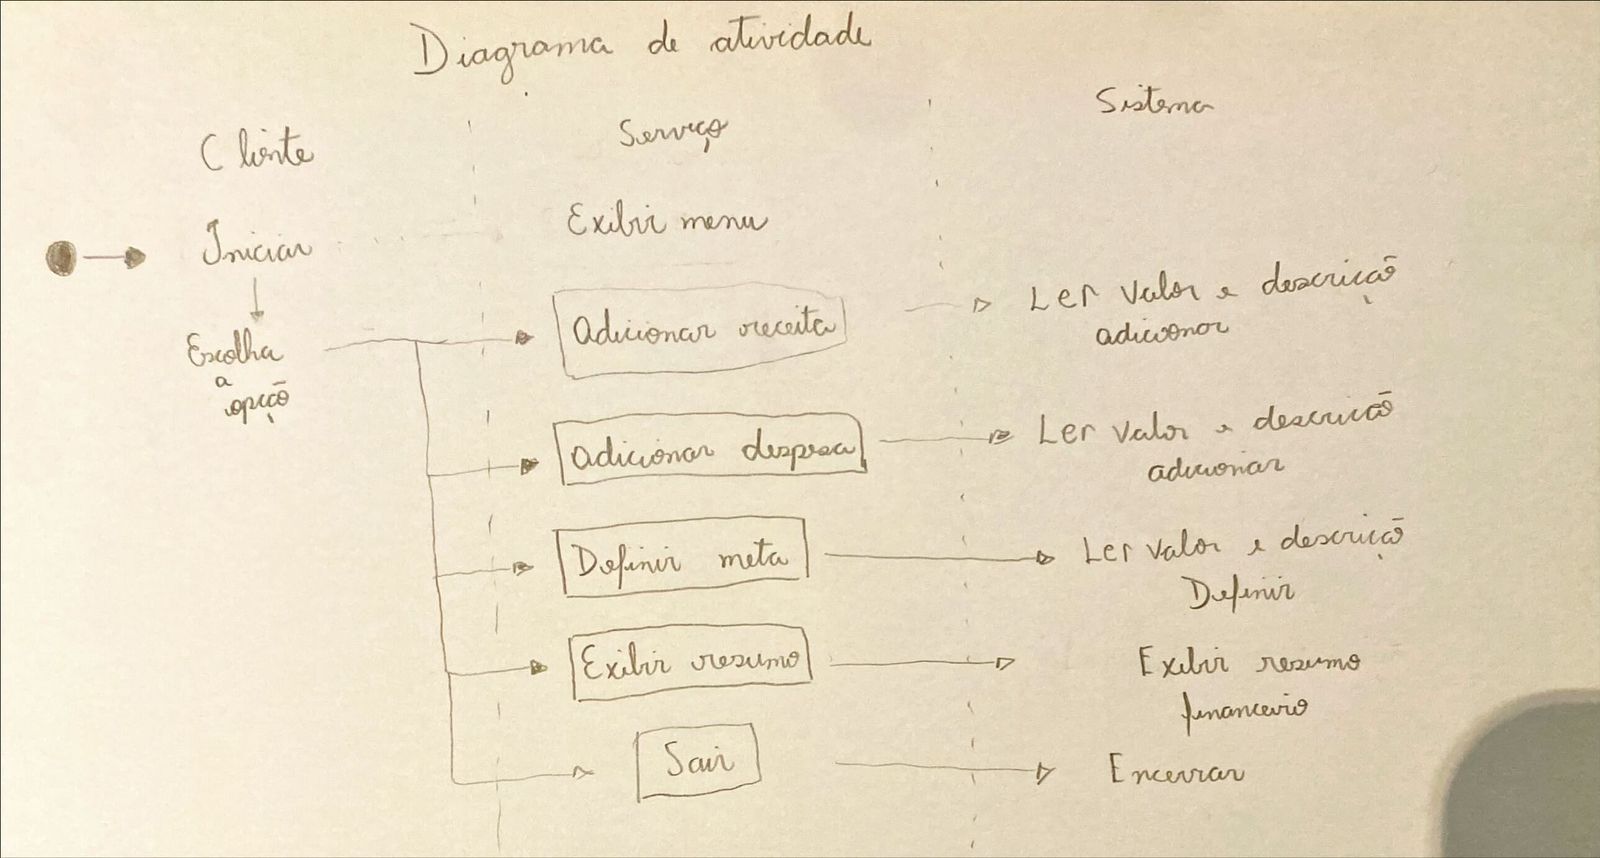 Diagrama de atividade
Cliente
Serviço
Sistema
Iniciar
Exibir menu
Escolha
a
opção
Adicionar receita
Ler valor e descrição
adicionar
Adicionar despesa
Ler valor e descrição
adicionar
Definir meta
Ler valor e descrição
Definir
Exibir resumo
Exibir resumo
financeiro
Sair
Encerrar